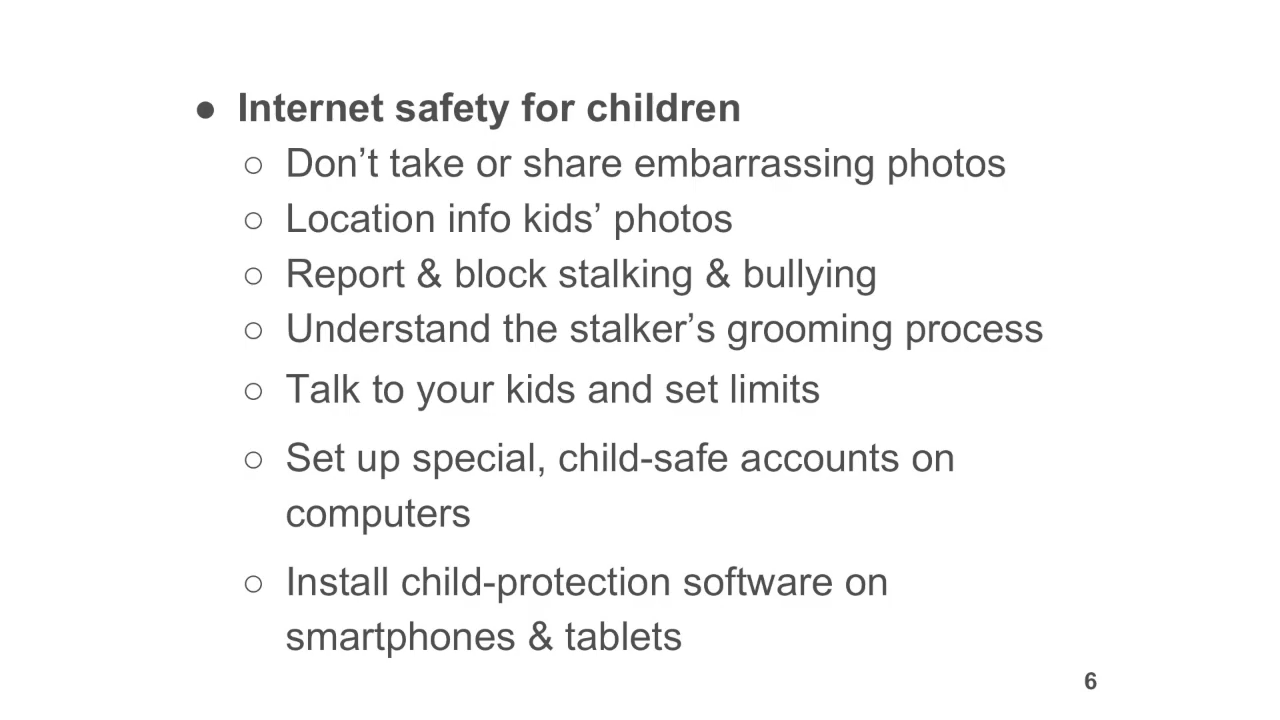 ● Internet safety for children
○ Don’t take or share embarrassing photos
○ Location info kids’ photos
○ Report & block stalking & bullying
○ Understand the stalker’s grooming process
○ Talk to your kids and set limits
○ Set up special, child-safe accounts on
computers
○ Install child-protection software on
smartphones & tablets
6